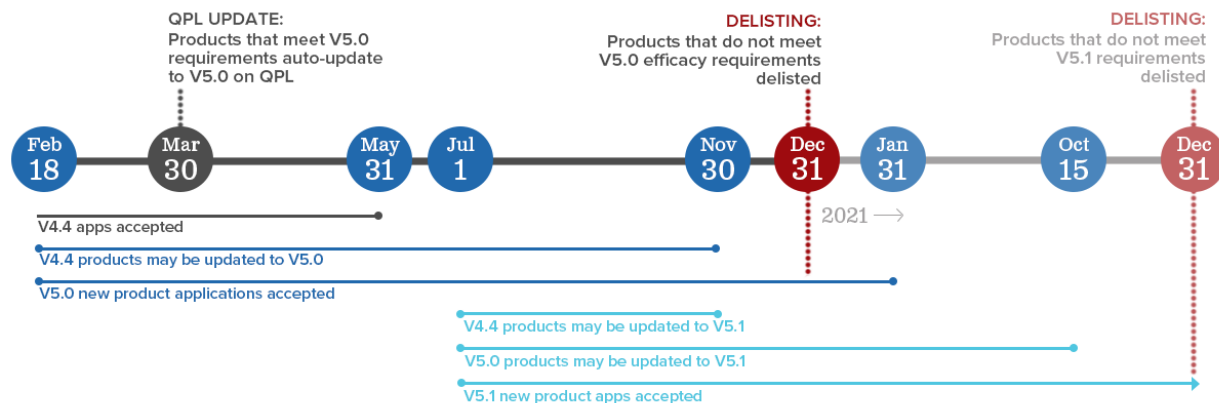 QPL UPDATE:
Products that meet V5.0
requirements auto-update
to V5.0 on QPL
DELISTING:
Products that do not meet
V5.0 efficacy requirements
delisted
DELISTING:
Products that do not meet
V5.1 requirements
delisted
Feb
18
Mar
30
May
31
Jul
1
Nov
30
Dec
31
Jan
31
Oct
15
Dec
31
2021 →
V4.4 apps accepted
V4.4 products may be updated to V5.0
V5.0 new product applications accepted
V4.4 products may be updated to V5.1
V5.0 products may be updated to V5.1
V5.1 new product apps accepted